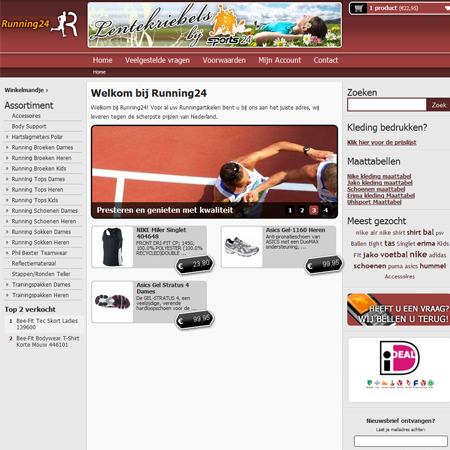 Running24
Lentekriebels
bij sports24
1 product (€22,95)
Home
Veelgestelde vragen
Voorwaarden
Mijn Account
Contact
Home
Winkelmandje ›
Assortiment
Accessoires
Body Support
Hartslagmeters Polar
Running Broeken Dames
Running Broeken Heren
Running Broeken Kids
Running Tops Dames
Running Tops Heren
Running Tops Kids
Running Schoenen Dames
Running Schoenen Heren
Running Sokken Dames
Running Sokken Heren
Phil Bexter Teamwear
Reflectiemateriaal
Stappen/Ronden Teller
Trainingspakken Dames
Trainingspakken Heren
Top 2 verkocht
1 Bee-Fit Tec Skort Ladies
139600
2 Bee-Fit Bodywear T-Shirt
Korte Mouw 446101
Welkom bij Running24
Welkom bij Running24! Voor al uw Runningartikelen bent u bij ons aan het juiste adres, wij
leveren tegen de scherpste prijzen van Nederland.
Presteren en genieten met kwaliteit
1 2 3 4
NIKE Miler Singlet
404648
FRONT DRI-FIT CP; 145G;
100.0% POLYESTER (100.0%
RECYCLED)DOUBLE ...
€ 23,80
Asics Gel-1160 Heren
Anti-pronatieschoen van
ASICS met een DuoMAX
ondersteuning, ...
€ 99,95
Asics Gel Stratus 4
Dames
De GEL-STRATUS 4, een
veelzijdige, verende
hardloopschoen voor de ...
€ 99,95
Zoeken
Zoek
Kleding bedrukken?
Klik hier voor de prijslijst
Maattabellen
Nike kleding maattabel
Jako kleding maattabel
Schoenen maattabel
Erima kleding maattabel
Uhlsport Maattabel
Meest gezocht
nike air nike shirt shirt bal psv
Ballen tight tas Singlet erima Kids
Fit jako voetbal nike adidas
schoenen puma asics hummel
Accessoires
HEEFT U EEN VRAAG?
WIJ BELLEN U TERUG!
iDEAL
Nieuwsbrief ontvangen?
Laat je mailadres achter: